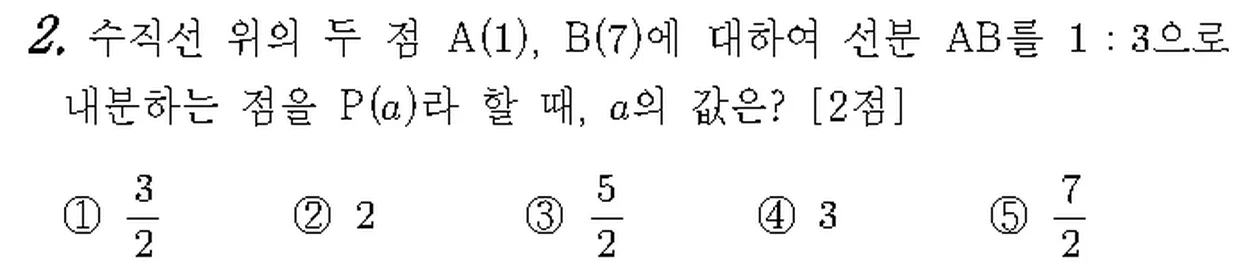 2. 수직선 위의 두 점 A(1), B(7)에 대하여 선분 AB를 1 : 3으로
내분하는 점을 P(a)라 할 때, a의 값은? [2점]
① 3/2 ② 2 ③ 5/2 ④ 3 ⑤ 7/2